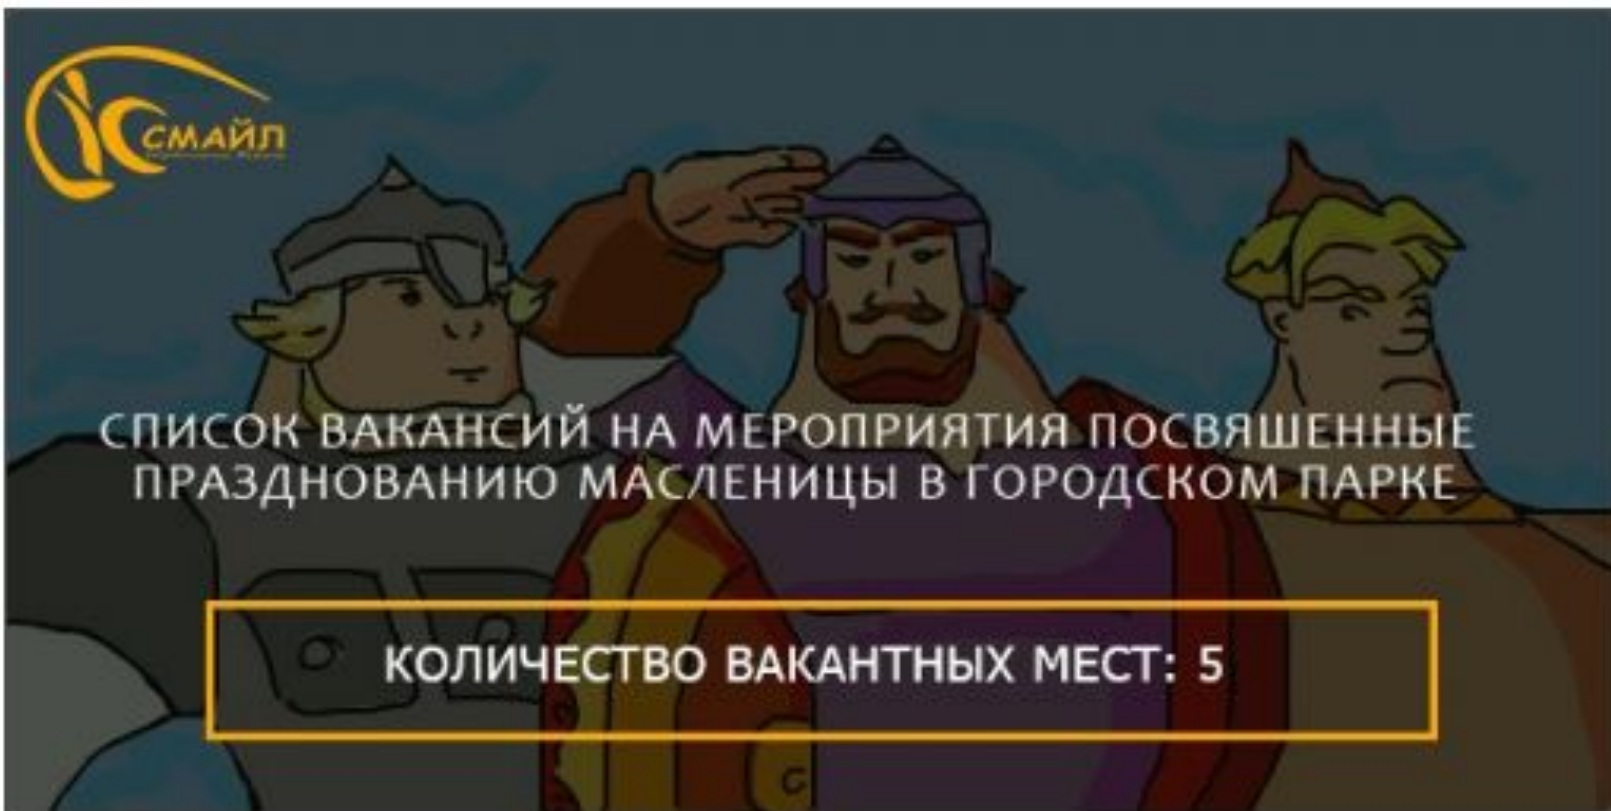 СМАЙЛ
СПИСОК ВАКАНСИЙ НА МЕРОПРИЯТИЯ ПОСВЯШЕННЫЕ
ПРАЗДНОВАНИЮ МАСЛЕНИЦЫ В ГОРОДСКОМ ПАРКЕ
КОЛИЧЕСТВО ВАКАНТНЫХ МЕСТ: 5